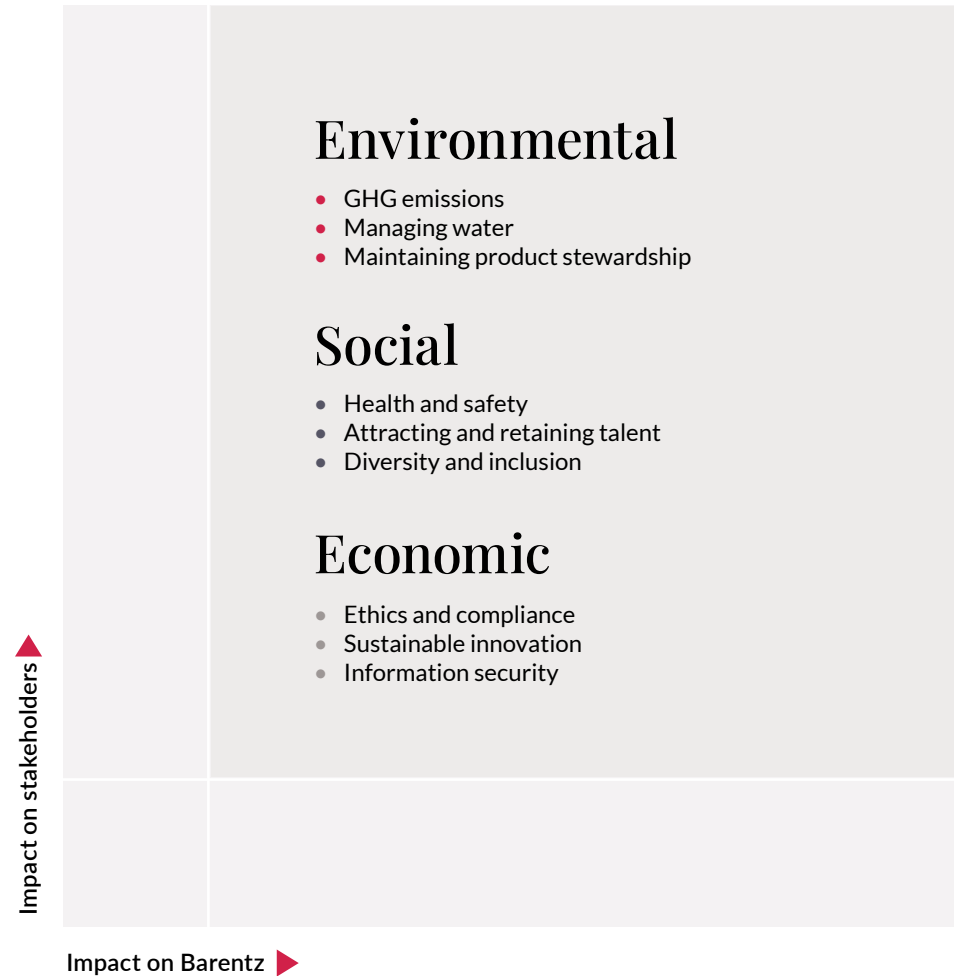 Environmental
• GHG emissions
• Managing water
• Maintaining product stewardship
Social
• Health and safety
• Attracting and retaining talent
• Diversity and inclusion
Economic
• Ethics and compliance
• Sustainable innovation
• Information security
Impact on stakeholders
Impact on Barentz